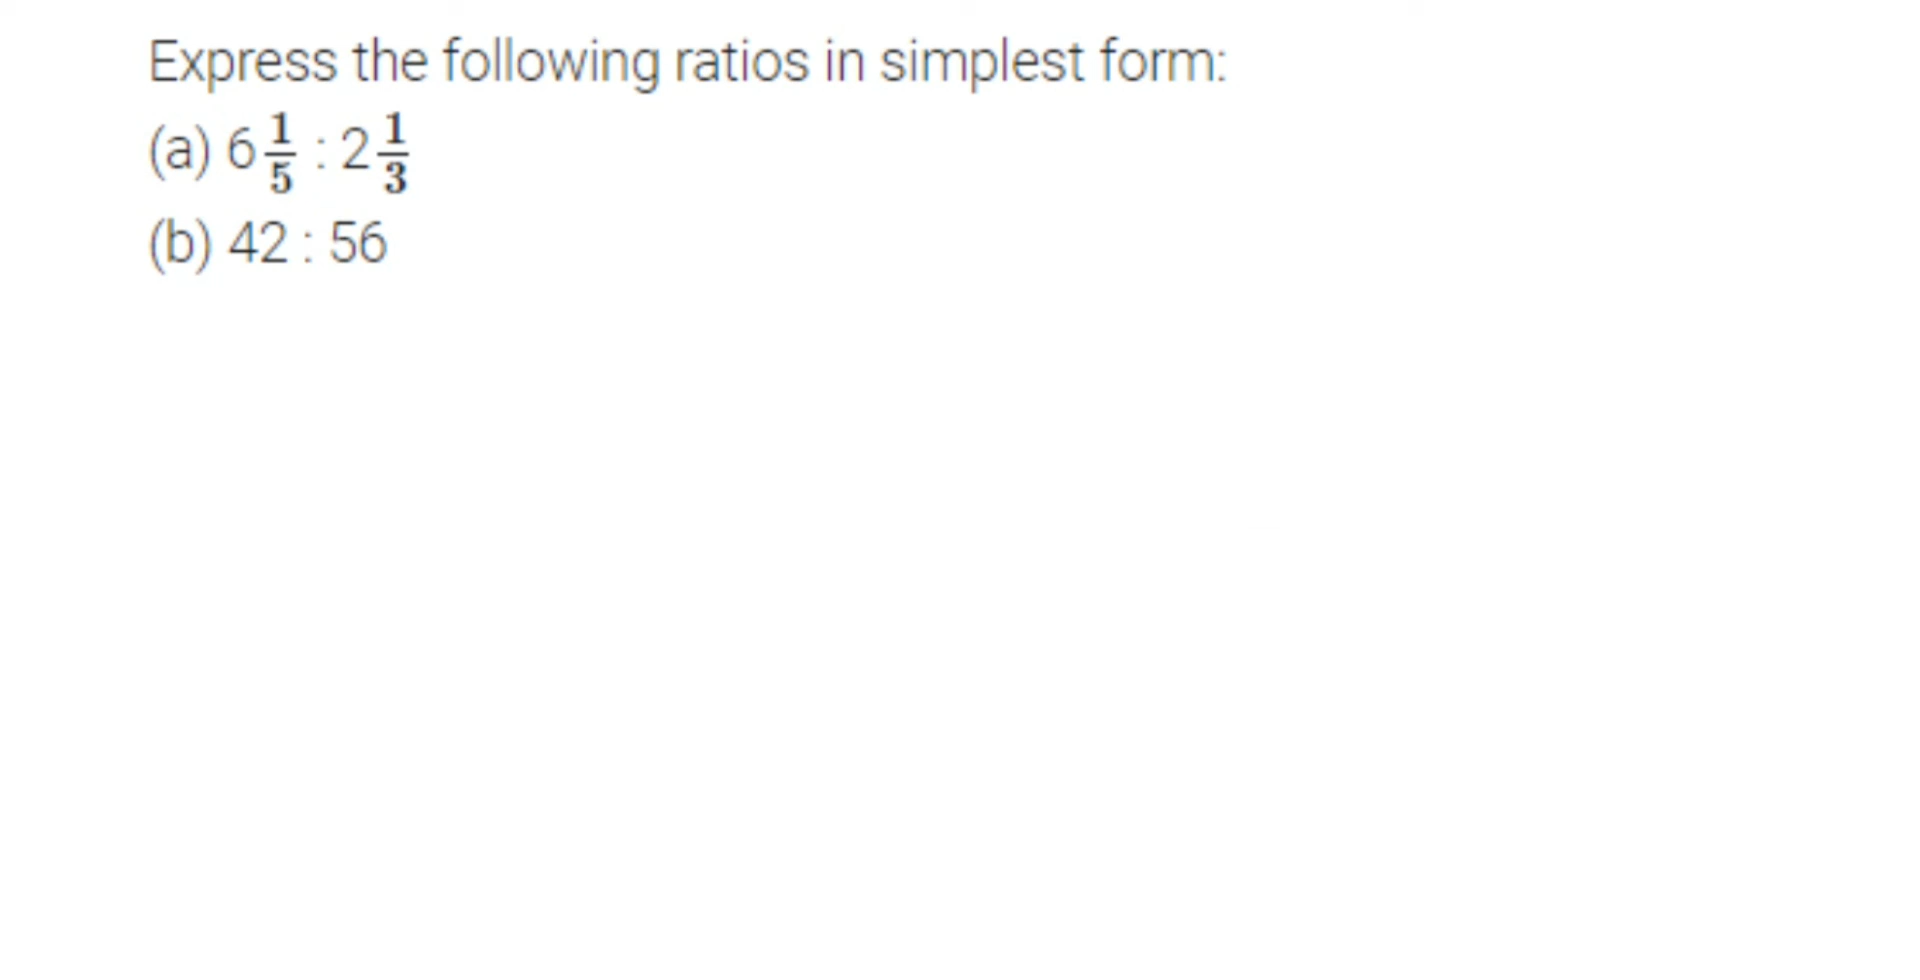 Express the following ratios in simplest form:
(a) 6 1/5 : 2 1/3
(b) 42 : 56